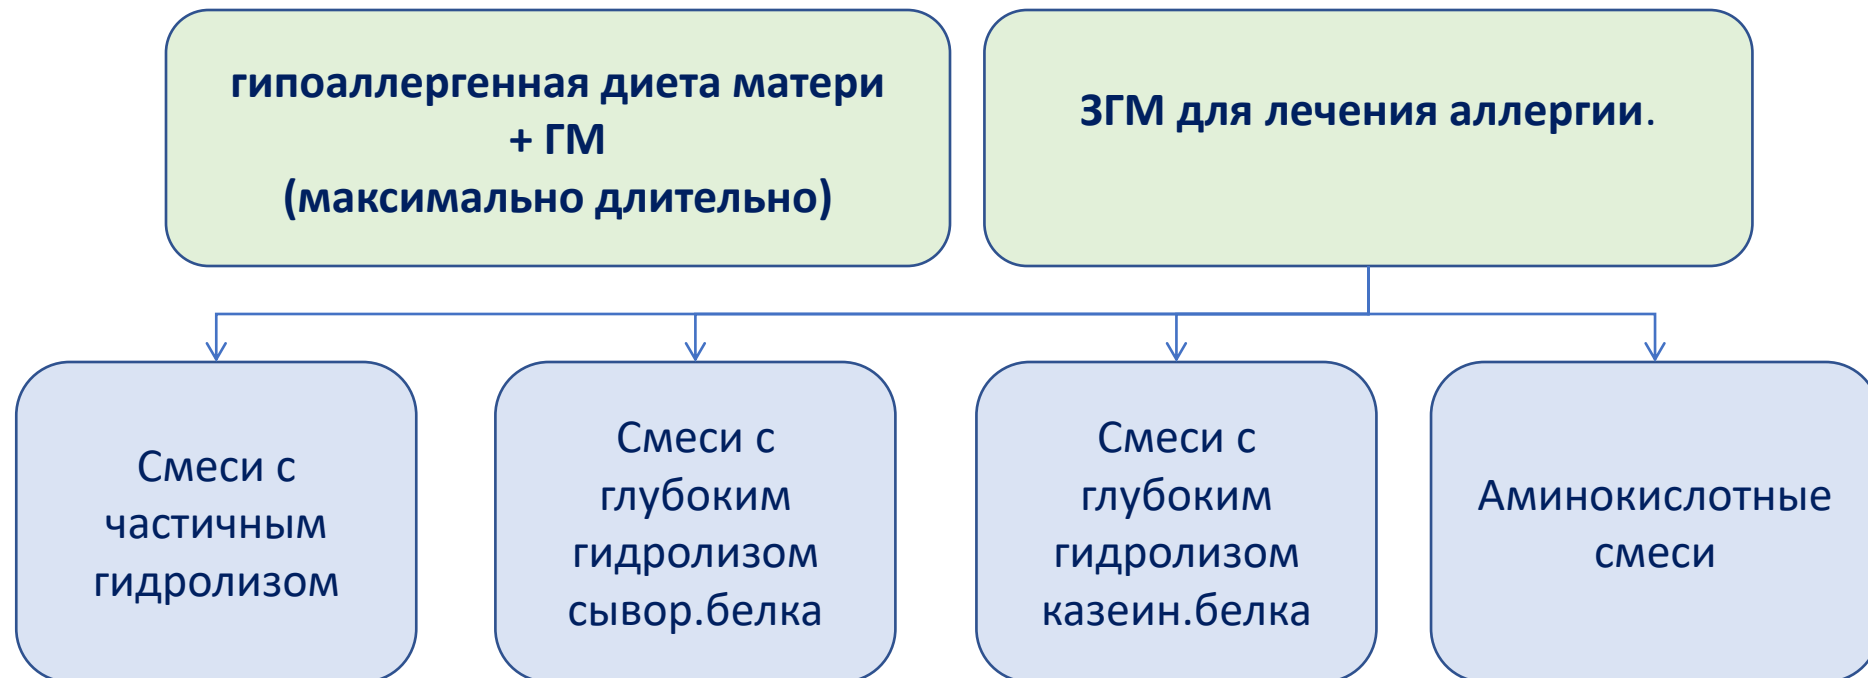 гипоаллергенная диета матери
+ ГМ
(максимально длительно)
ЗГМ для лечения аллергии.
Смеси с
частичным
гидролизом
Смеси с
глубоким
гидролизом
сывор.белка
Смеси с
глубоким
гидролизом
казеин.белка
Аминокислотные
смеси